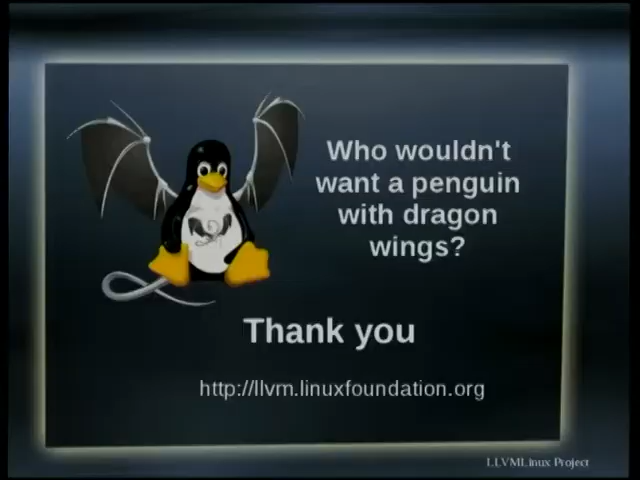 Who wouldn't
want a penguin
with dragon
wings?
Thank you
http://llvm.linuxfoundation.org
LLVMLinux Project